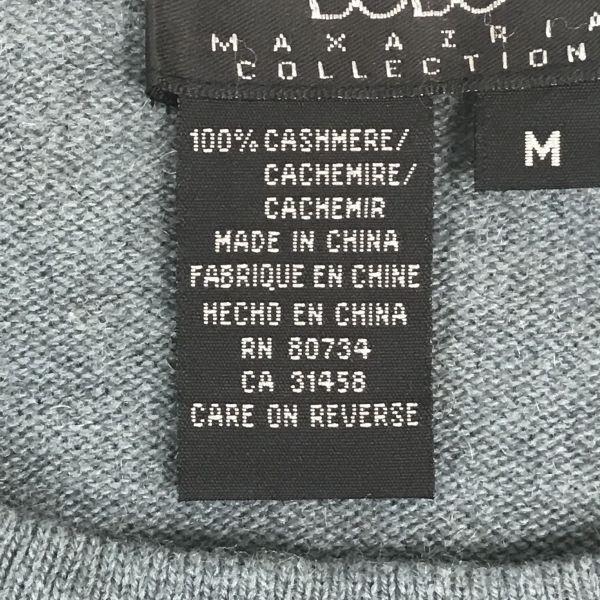 MAXAIRIA
COLLECTION
M
100% CASHMERE/
CACHEMIRE/
CACHEMIR
MADE IN CHINA
FABRIQUE EN CHINE
HECHO EN CHINA
RN 80734
CA 31458
CARE ON REVERSE